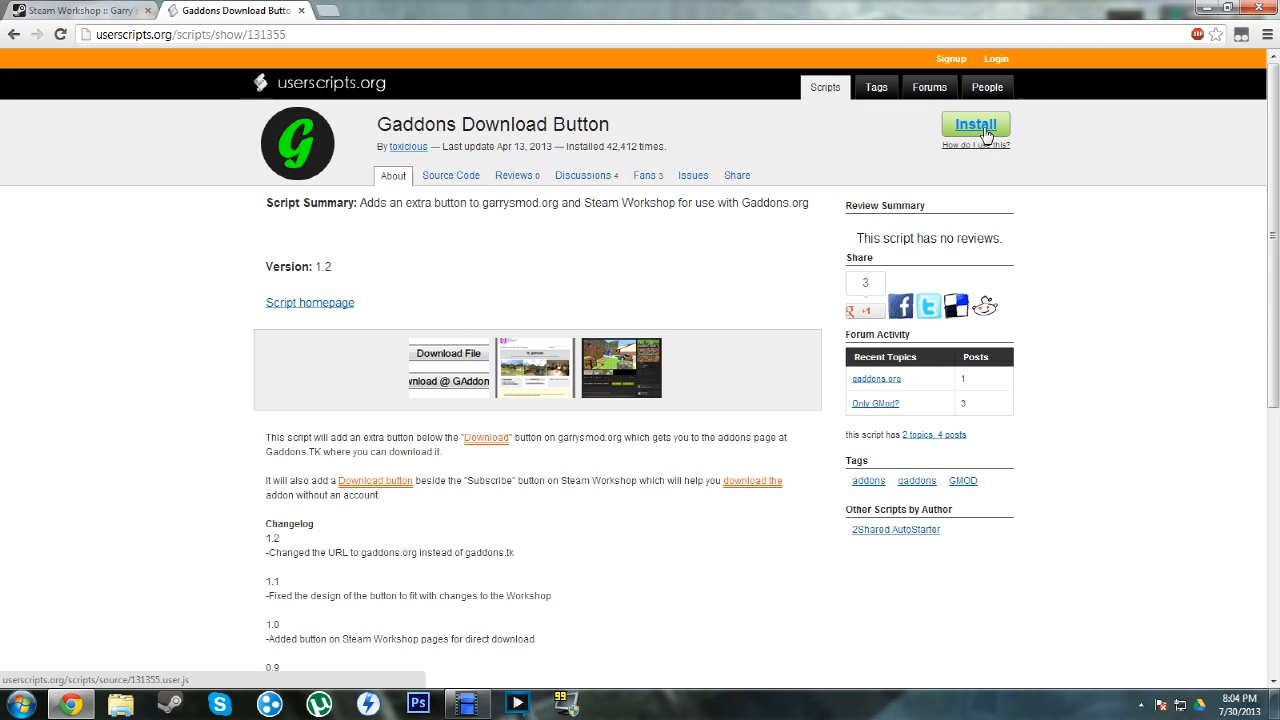 Steam Workshop :: Garry's
Gaddons Download Butto
userscripts.org/scripts/show/131355
Signup
Login
userscripts.org
Scripts
Tags
Forums
People
G
Gaddons Download Button
Install
By toxicious — Last update Apr 13, 2013 — Installed 42,412 times.
How do I use this?
About
Source Code
Reviews 0
Discussions 4
Fans 3
Issues
Share
Script Summary: Adds an extra button to garrysmod.org and Steam Workshop for use with Gaddons.org
Review Summary
This script has no reviews.
Version: 1.2
Share
3
Script homepage
+1
Forum Activity
Download File
wnload @ GAddon
Recent Topics
Posts
gaddons.org
1
Only GMod?
3
this script has 2 topics, 4 posts
This script will add an extra button below the "Download" button on garrysmod.org which gets you to the addons page at
Gaddons.TK where you can download it.
Tags
It will also add a Download button beside the "Subscribe" button on Steam Workshop which will help you download the
addon without an account.
addons
gaddons
GMOD
Other Scripts by Author
Changelog
2Shared AutoStarter
1.2
-Changed the URL to gaddons.org instead of gaddons.tk
1.1
-Fixed the design of the button to fit with changes to the Workshop
1.0
-Added button on Steam Workshop pages for direct download
0.9
userscripts.org/scripts/source/131355.user.js
Ps
99
8:04 PM
7/30/2013